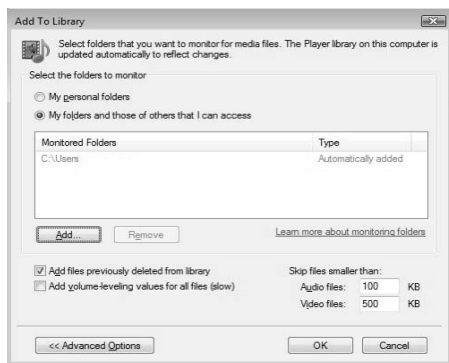 Add To Library
Select folders that you want to monitor for media files. The Player library on this computer is
updated automatically to reflect changes.
Select the folders to monitor
My personal folders
My folders and those of others that I can access
Monitored Folders Type
C:\Users Automatically added
Add... Remove Learn more about monitoring folders
Add files previously deleted from library Skip files smaller than:
Add volume-leveling values for all files (slow) Audio files: 100 KB
Video files: 500 KB
<< Advanced Options OK Cancel